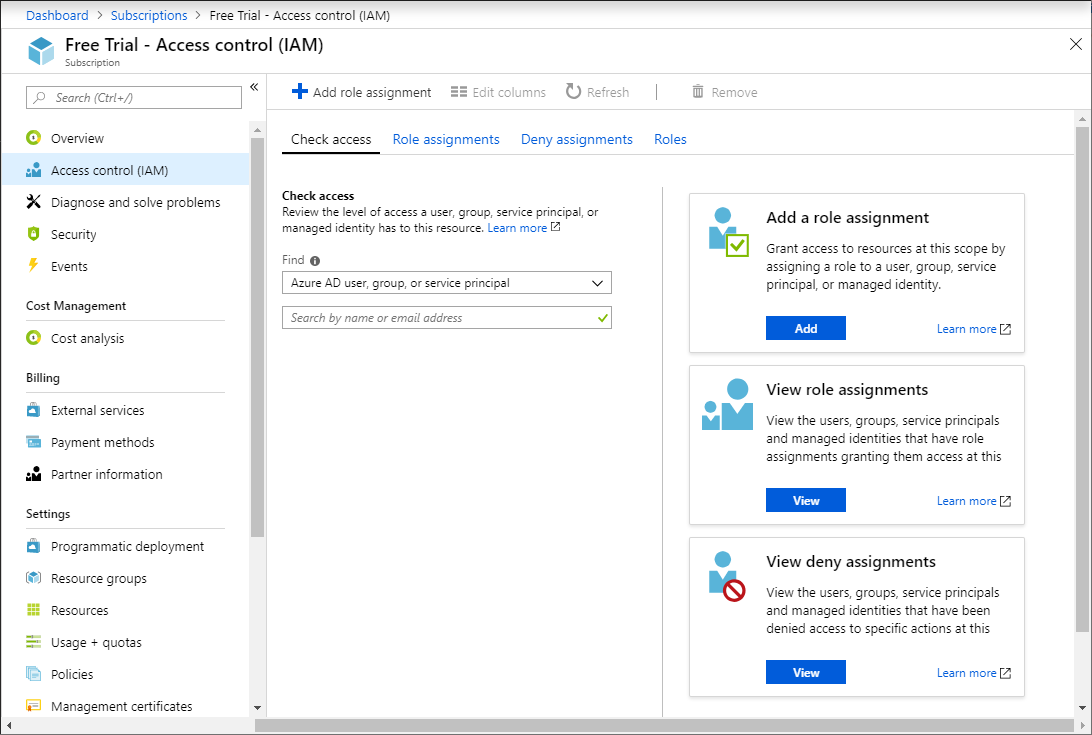 Dashboard > Subscriptions > Free Trial - Access control (IAM)
Free Trial - Access control (IAM)
Subscription
Search (Ctrl+/)
«
Overview
Access control (IAM)
Diagnose and solve problems
Security
Events
Cost Management
Cost analysis
Billing
External services
Payment methods
Partner information
Settings
Programmatic deployment
Resource groups
Resources
Usage + quotas
Policies
Management certificates
Add role assignment Edit columns Refresh Remove
Check access Role assignments Deny assignments Roles
Check access
Review the level of access a user, group, service principal, or
managed identity has to this resource. Learn more
Find
Azure AD user, group, or service principal
Search by name or email address
Add a role assignment
Grant access to resources at this scope by
assigning a role to a user, group, service
principal, or managed identity.
Add Learn more
View role assignments
View the users, groups, service principals
and managed identities that have role
assignments granting them access at this
View Learn more
View deny assignments
View the users, groups, service principals
and managed identities that have been
denied access to specific actions at this
View Learn more